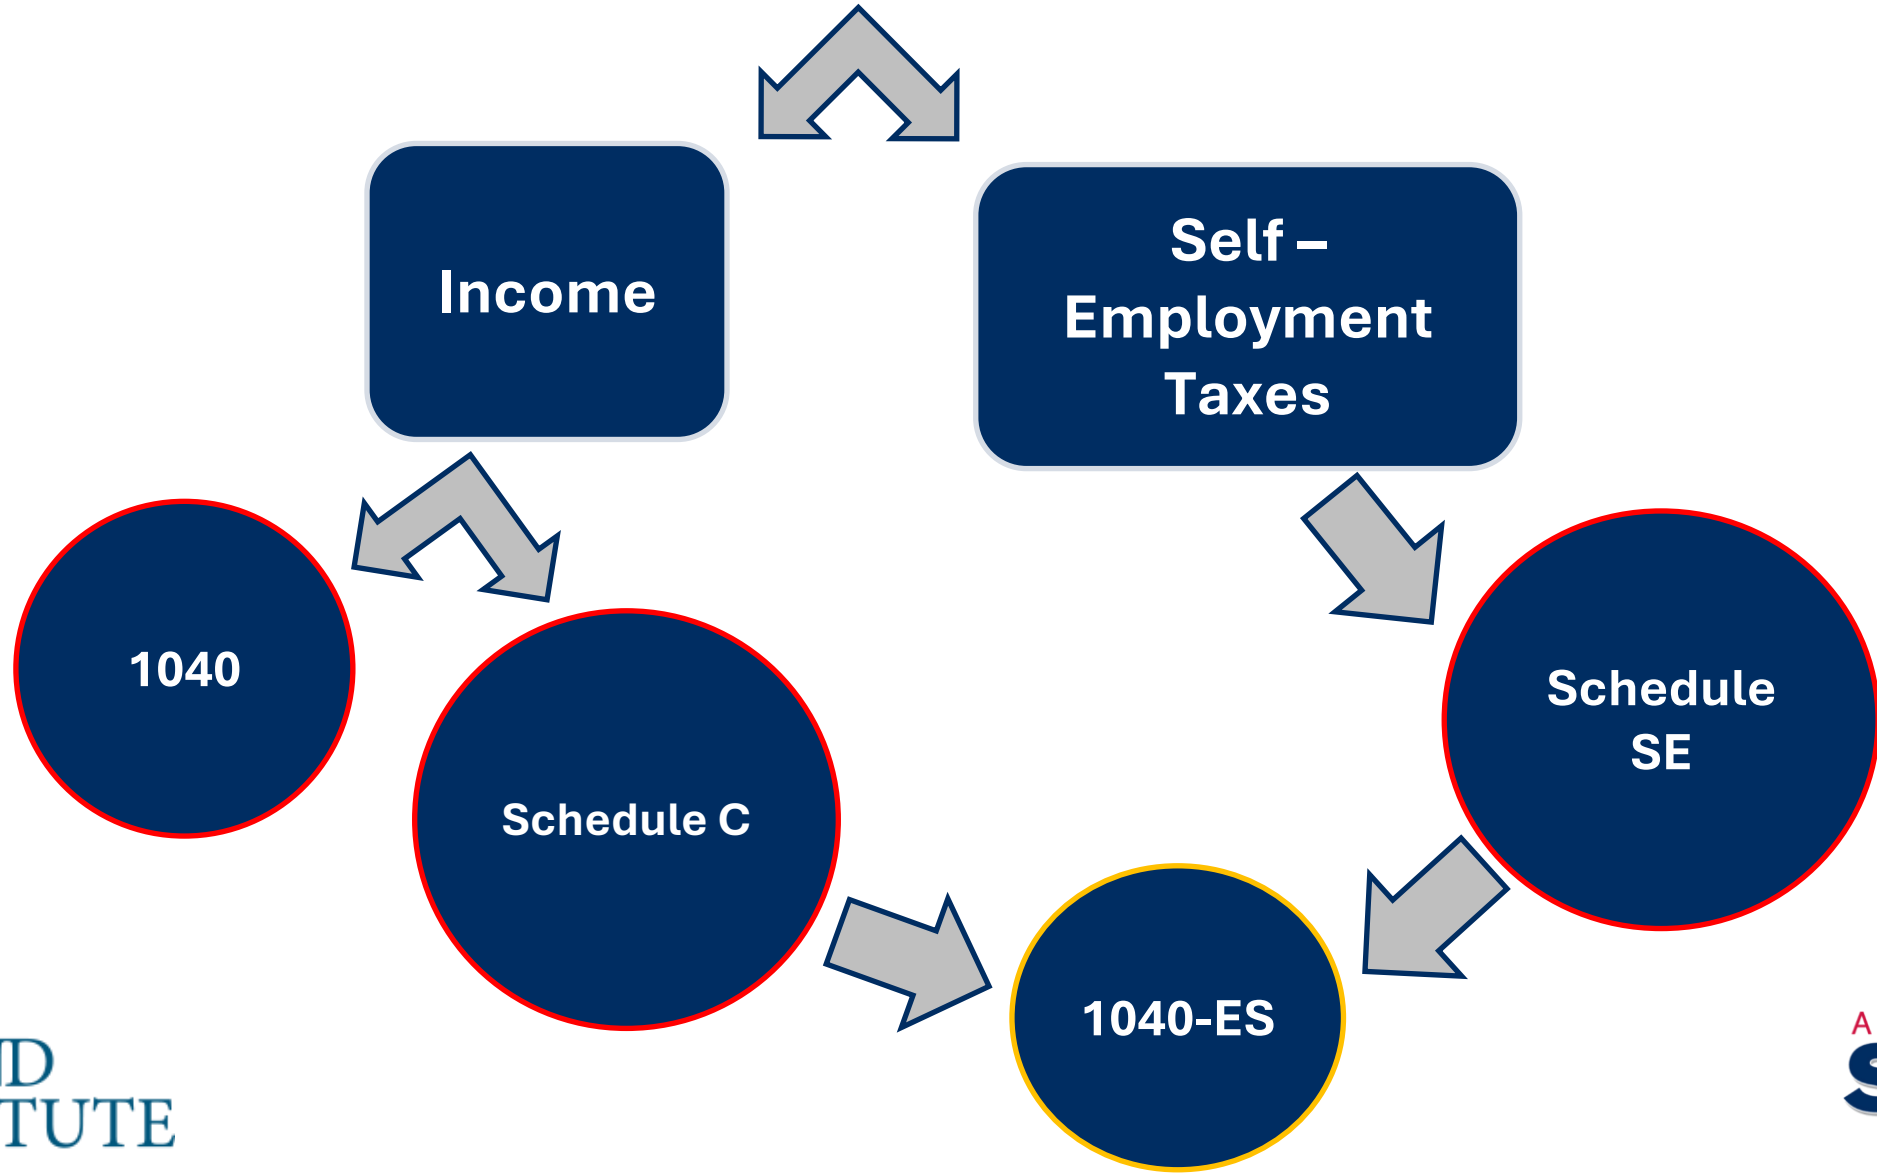 Income
Self –
Employment
Taxes
1040
Schedule C
Schedule
SE
1040-ES
TUTE
A